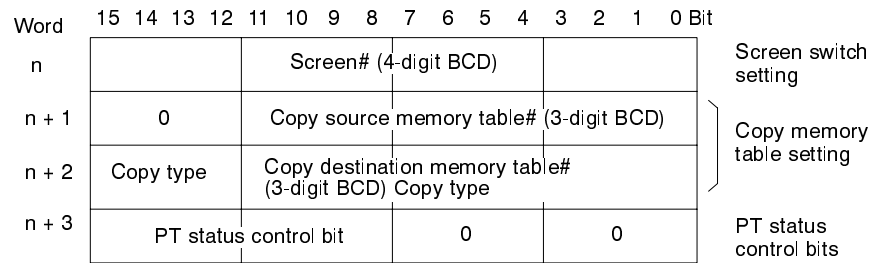 Word 15 14 13 12 11 10 9 8 7 6 5 4 3 2 1 0 Bit
n Screen# (4-digit BCD) Screen switch
setting
n + 1 0 Copy source memory table# (3-digit BCD)
Copy memory
table setting
n + 2 Copy type Copy destination memory table#
(3-digit BCD) Copy type
n + 3 PT status control bit 0 0 PT status
control bits